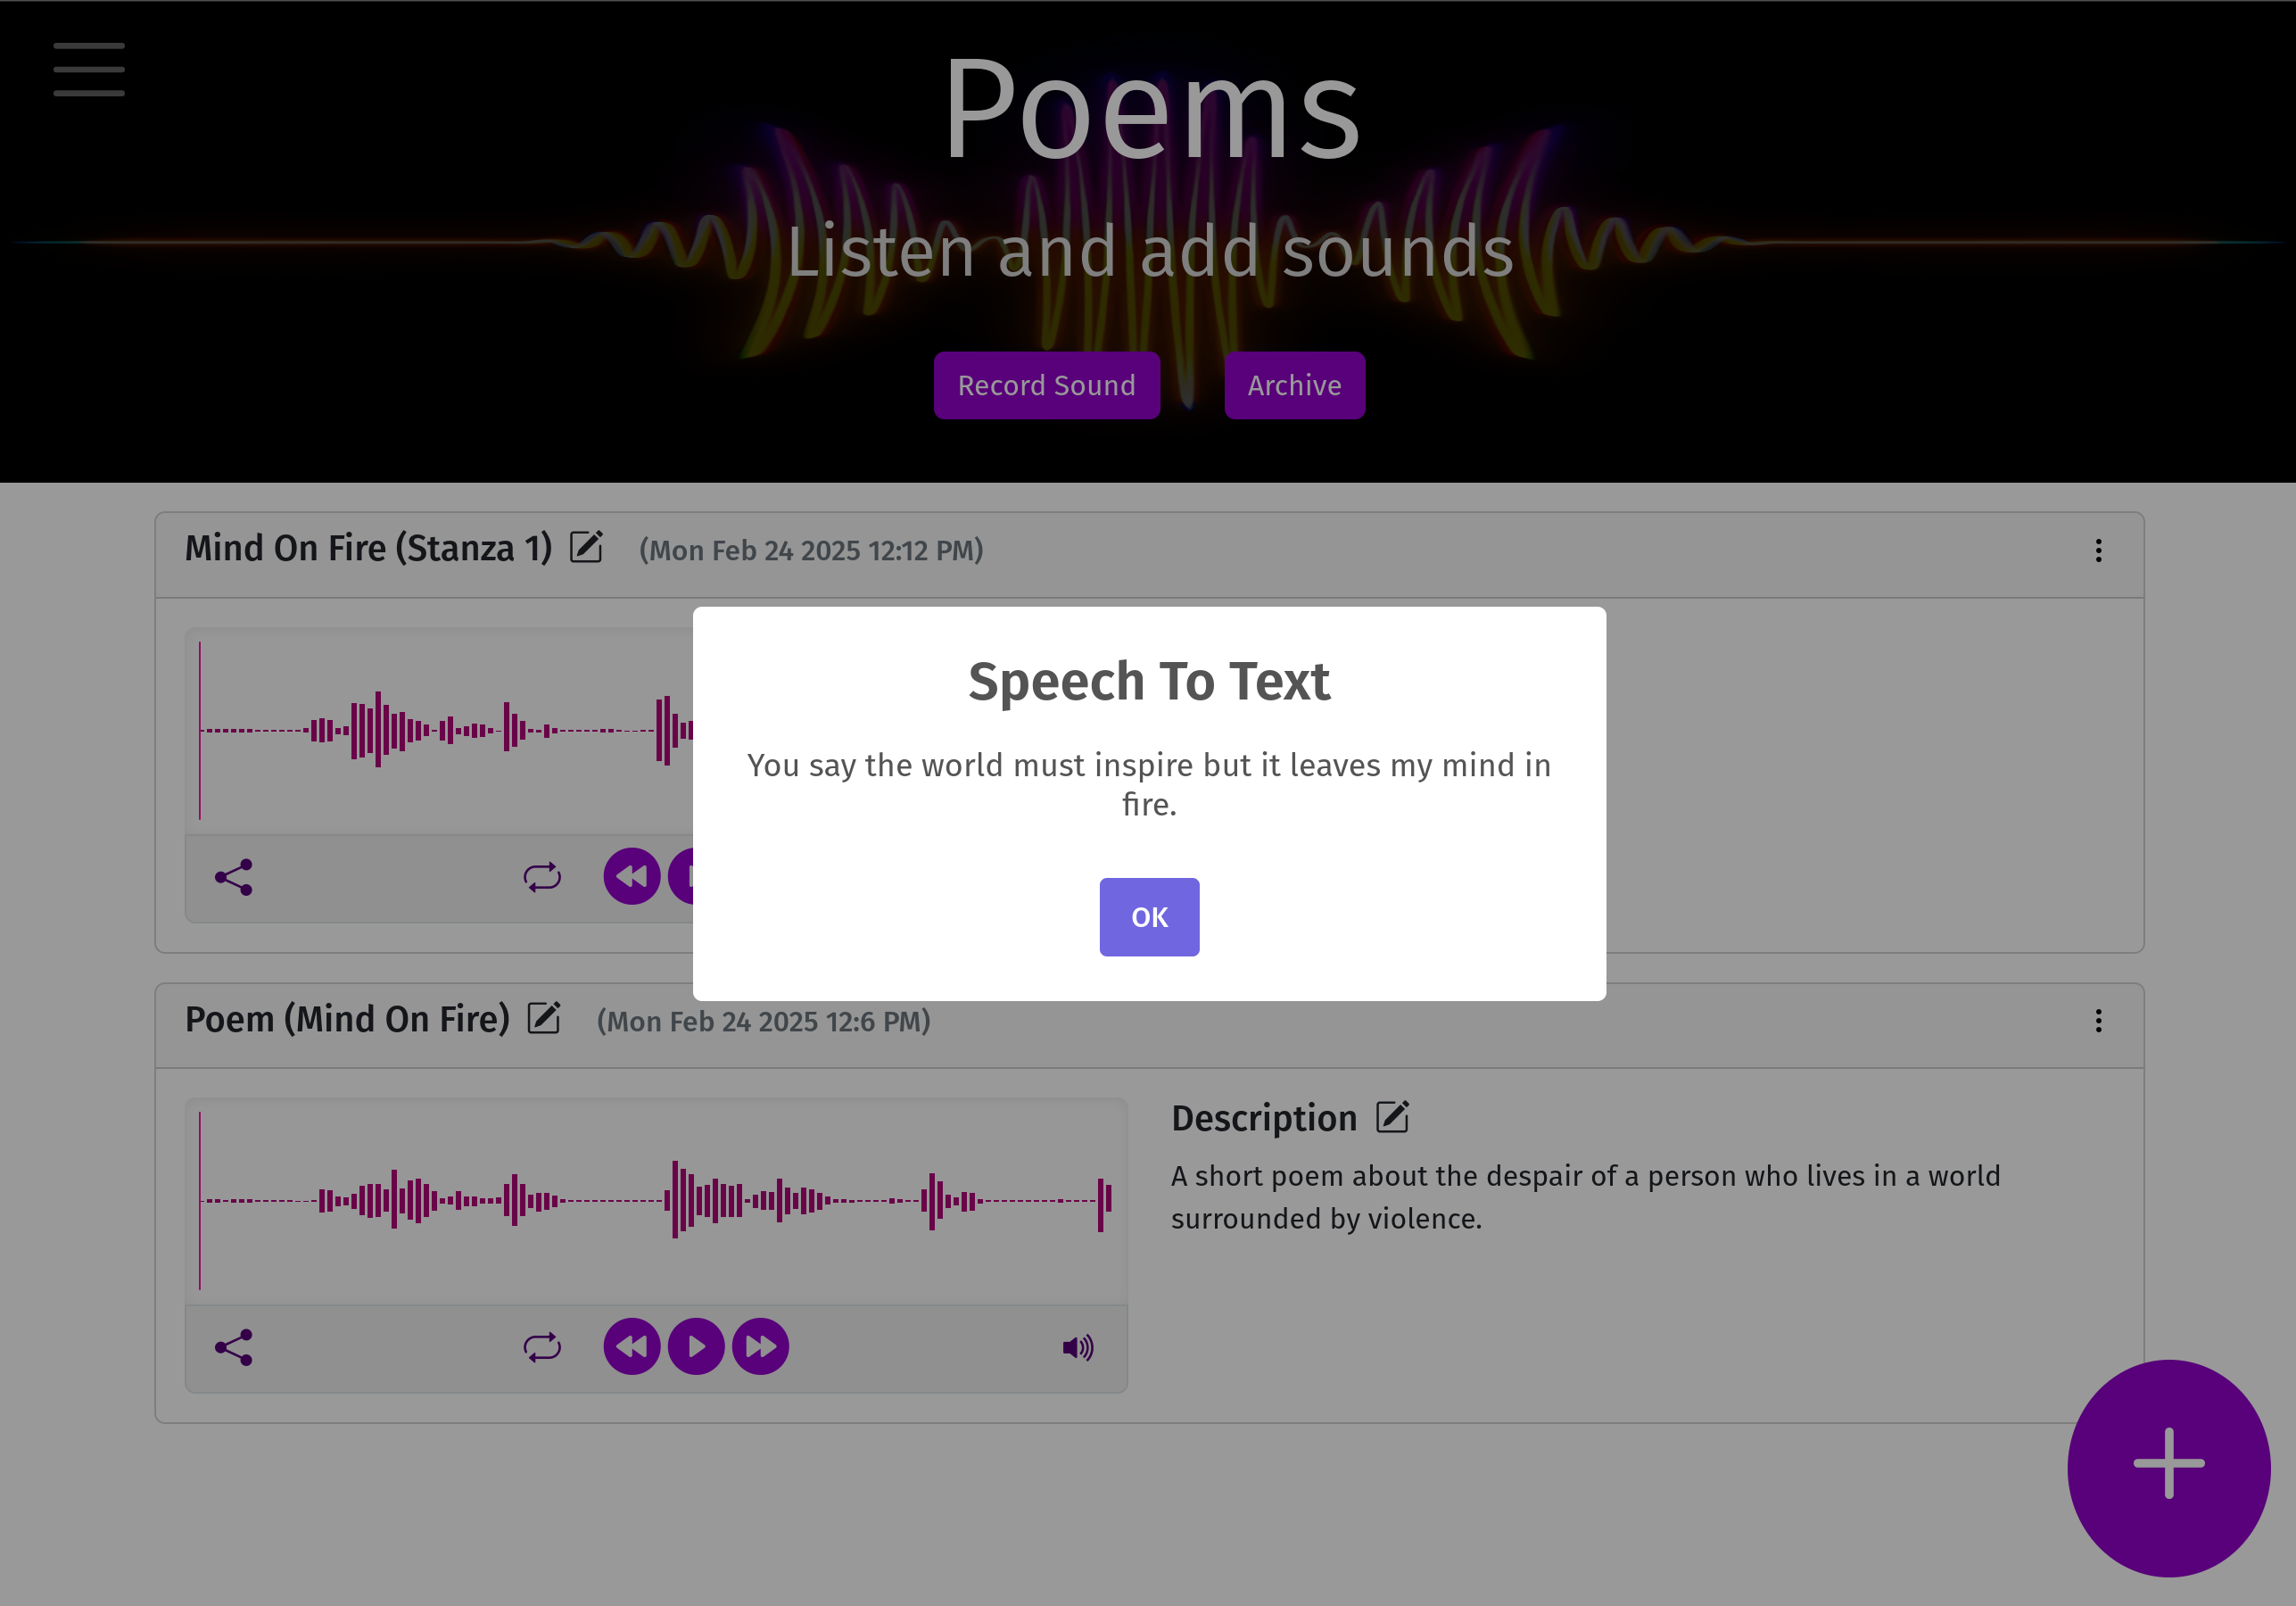 Poems
Listen and add sounds
Record Sound
Archive
Mind On Fire (Stanza 1)
(Mon Feb 24 2025 12:12 PM)
Speech To Text
You say the world must inspire but it leaves my mind in
fire.
OK
Poem (Mind On Fire)
(Mon Feb 24 2025 12:6 PM)
Description
A short poem about the despair of a person who lives in a world
surrounded by violence.